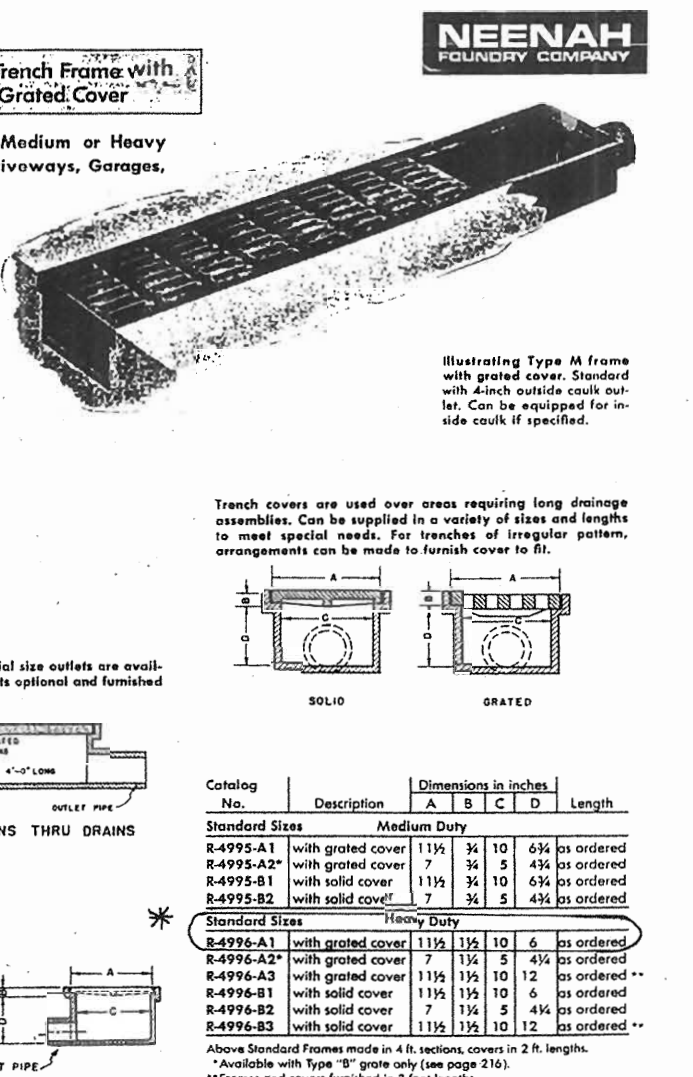 NEENAH
FOUNDRY COMPANY
Trench Frame with
Grated Cover
Medium or Heavy
Driveways, Garages,
Illustrating Type M frame
with grated cover. Standard
with 4-inch outside caulk out-
let. Can be equipped for in-
side caulk if specified.
Trench covers are used over areas requiring long drainage
assemblies. Can be supplied in a variety of sizes and lengths
to meet special needs. For trenches of irregular pattern,
arrangements can be made to furnish cover to fit.
A
B
C
D
SOLID
A
B
C
D
GRATED
ial size outlets are avail-
ts optional and furnished
4'-0" LONG
OUTLET PIPE
NS THRU DRAINS
Catalog No. Description Dimensions in inches Length
A B C D
Standard Sizes Medium Duty
R-4995-A1 with grated cover 11½ ¾ 10 6¾ as ordered
R-4995-A2* with grated cover 7 ¾ 5 4¾ as ordered
R-4995-B1 with solid cover 11½ ¾ 10 6¾ as ordered
R-4995-B2 with solid cover 7 ¾ 5 4¾ as ordered
Standard Sizes Heavy Duty
R-4996-A1 with grated cover 11½ 1½ 10 6 as ordered
R-4996-A2* with grated cover 7 1¼ 5 4¼ as ordered
R-4996-A3 with grated cover 11½ 1½ 10 12 as ordered **
R-4996-B1 with solid cover 11½ 1½ 10 6 as ordered
R-4996-B2 with solid cover 7 1¼ 5 4¼ as ordered
R-4996-B3 with solid cover 11½ 1½ 10 12 as ordered **
Above Standard Frames made in 4 ft. sections, covers in 2 ft. lengths.
*Available with Type "B" grate only (see page 216).
A
B
C
D
T PIPE